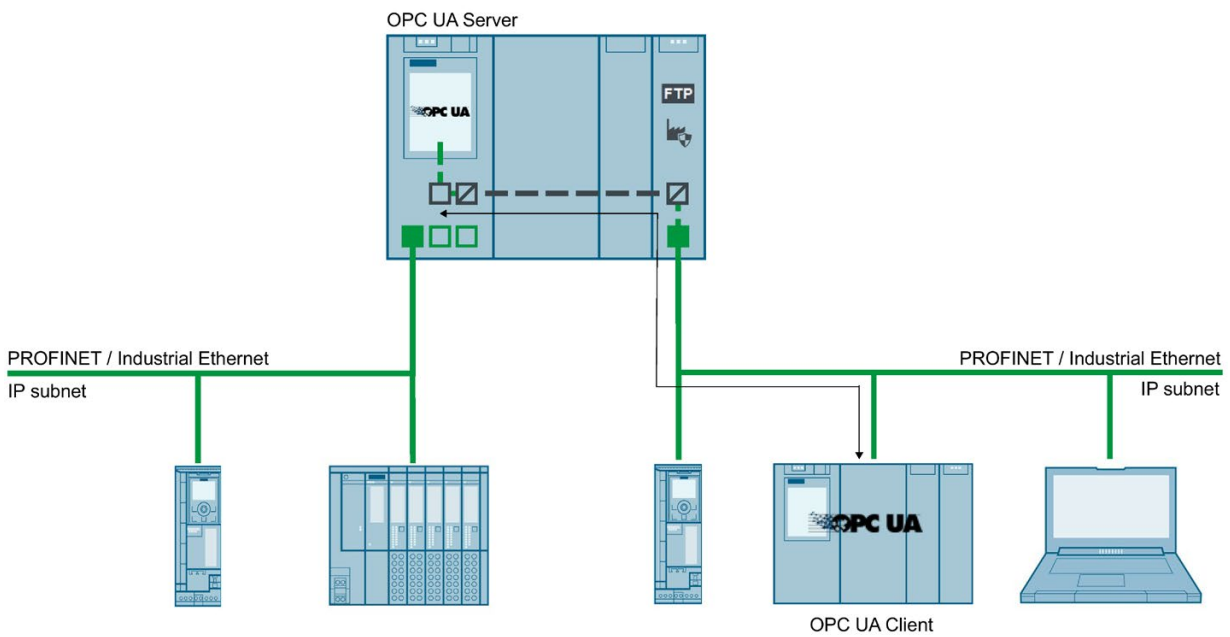 OPC UA Server
FTP
OPC UA
PROFINET / Industrial Ethernet
IP subnet
PROFINET / Industrial Ethernet
IP subnet
OPC UA
OPC UA Client